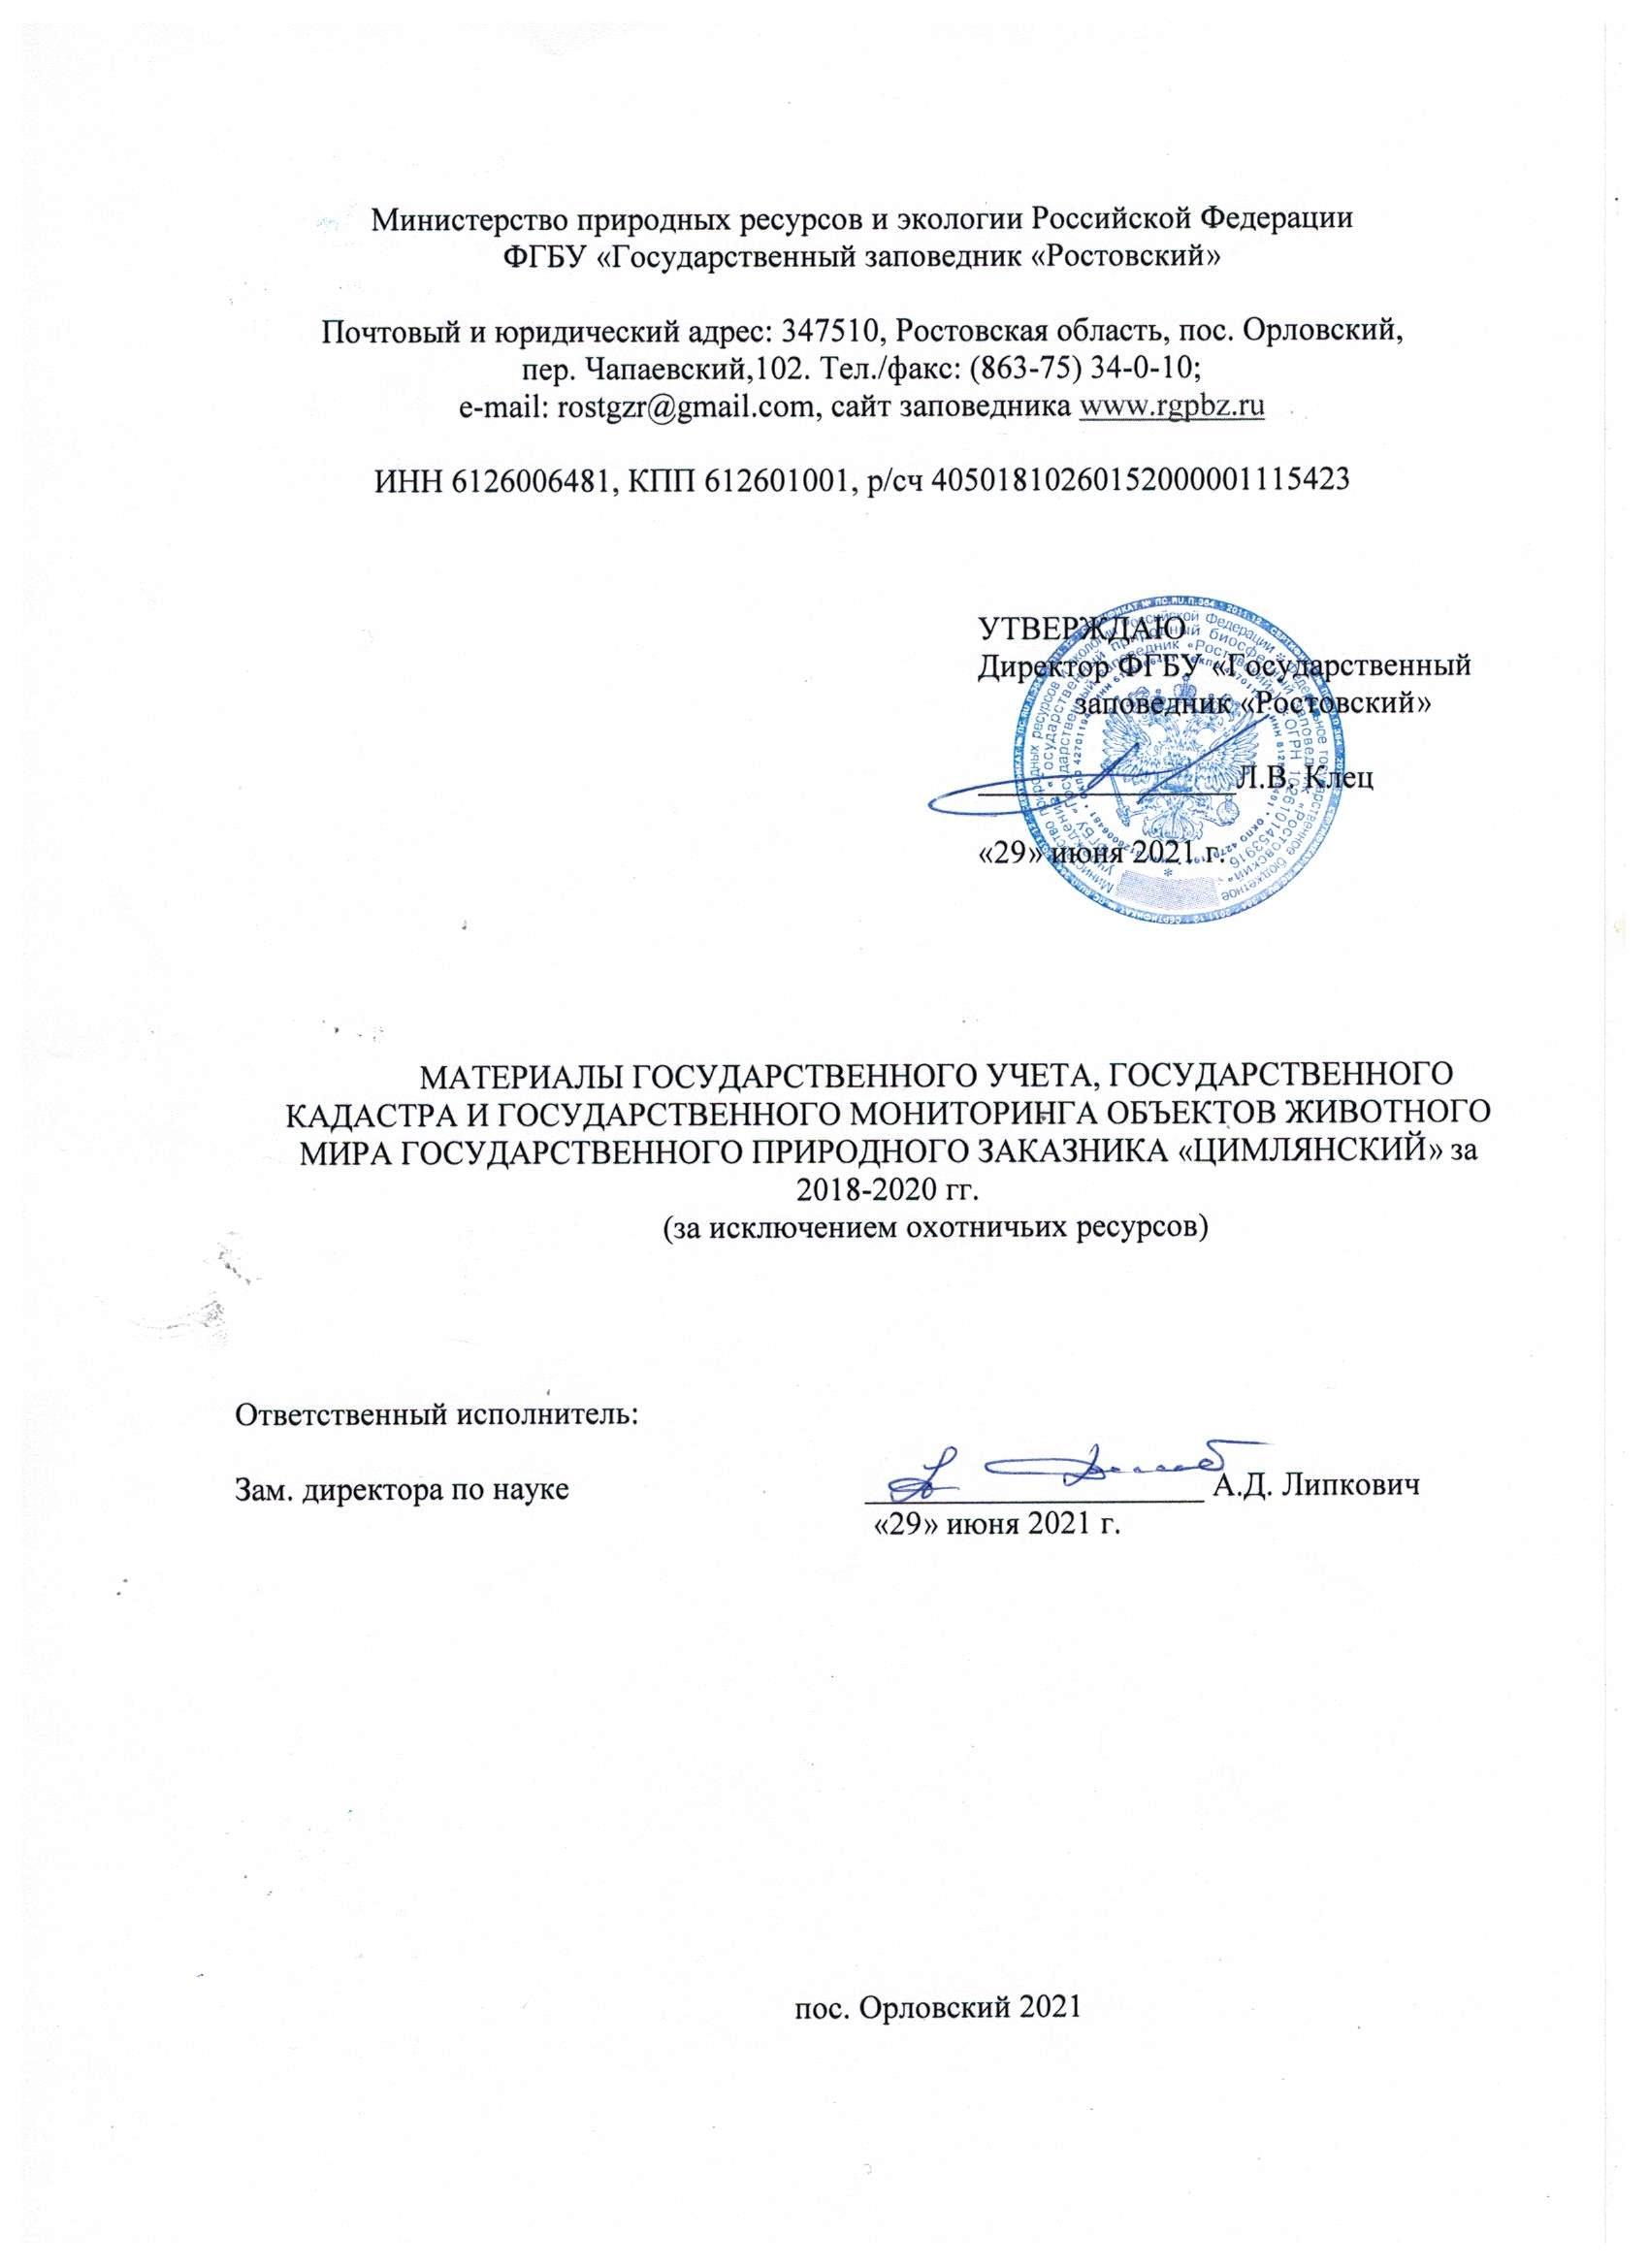 Министерство природных ресурсов и экологии Российской Федерации
ФГБУ «Государственный заповедник «Ростовский»
Почтовый и юридический адрес: 347510, Ростовская область, пос. Орловский,
пер. Чапаевский,102. Тел./факс: (863-75) 34-0-10;
e-mail: rostgzr@gmail.com, сайт заповедника www.rgpbz.ru
ИНН 6126006481, КПП 612601001, р/сч 40501810260152000001115423
УТВЕРЖДАЮ
Директор ФГБУ «Государственный
заповедник «Ростовский»
Л.В. Клец
«29» июня 2021 г.
МАТЕРИАЛЫ ГОСУДАРСТВЕННОГО УЧЕТА, ГОСУДАРСТВЕННОГО
КАДАСТРА И ГОСУДАРСТВЕННОГО МОНИТОРИНГА ОБЪЕКТОВ ЖИВОТНОГО
МИРА ГОСУДАРСТВЕННОГО ПРИРОДНОГО ЗАКАЗНИКА «ЦИМЛЯНСКИЙ» за
2018-2020 гг.
(за исключением охотничьих ресурсов)
Ответственный исполнитель:
Зам. директора по науке А.Д. Липкович
«29» июня 2021 г.
пос. Орловский 2021